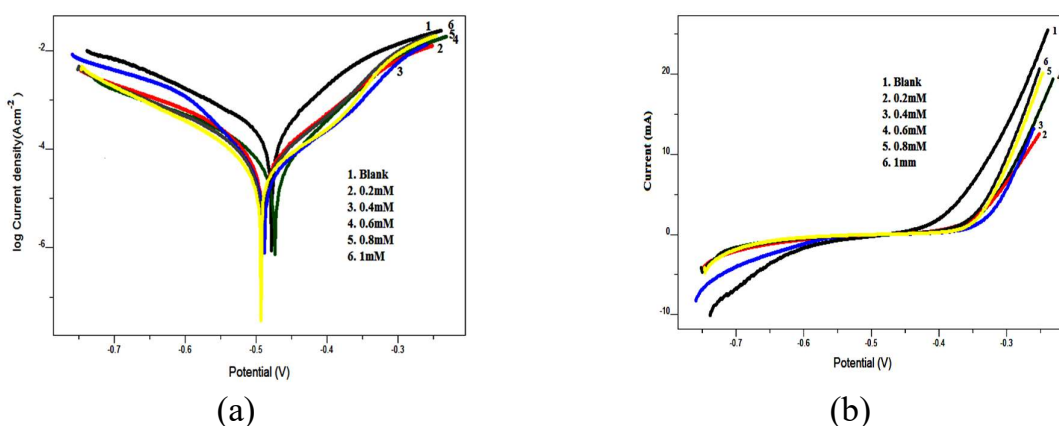 1 6
5
4
2
3
-2
-4
-6
log Current density(Acm-2)
1. Blank
2. 0.2mM
3. 0.4mM
4. 0.6mM
5. 0.8mM
6. 1mM
-0.7 -0.6 -0.5 -0.4 -0.3
Potential (V)
(a)
1
6
5
4
3
2
20
10
0
-10
Current (mA)
1. Blank
2. 0.2mM
3. 0.4mM
4. 0.6mM
5. 0.8mM
6. 1mm
-0.7 -0.6 -0.5 -0.4 -0.3
Potential (V)
(b)